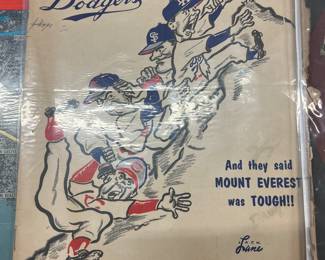 Dodgers
And they said
MOUNT EVEREST
was TOUGH!!